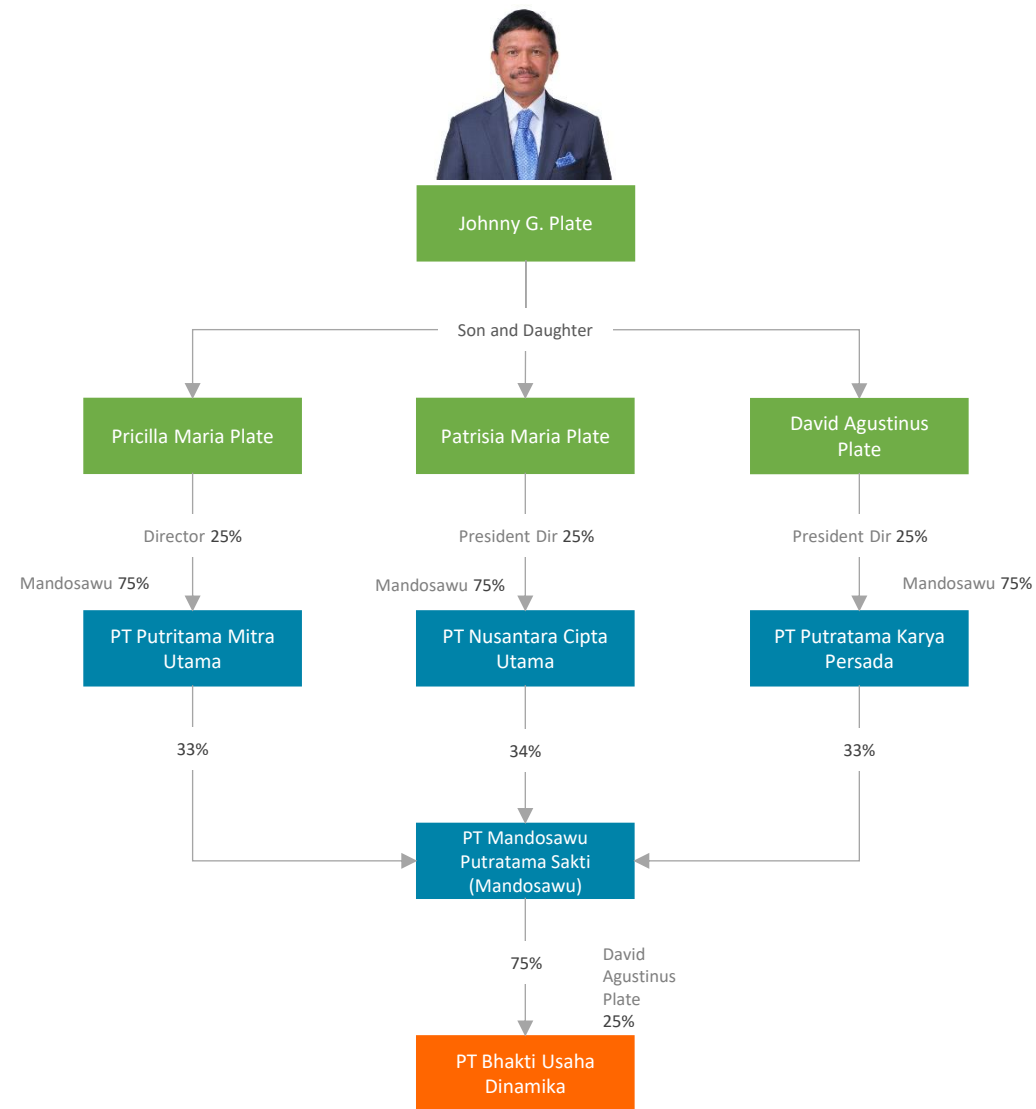 Johnny G. Plate
Son and Daughter
Pricilla Maria Plate
Patrisia Maria Plate
David Agustinus
Plate
Director 25%
President Dir 25%
President Dir 25%
Mandosawu 75%
Mandosawu 75%
Mandosawu 75%
PT Putritama Mitra
Utama
PT Nusantara Cipta
Utama
PT Putratama Karya
Persada
33%
34%
33%
PT Mandosawu
Putratama Sakti
(Mandosawu)
75%
David
Agustinus
Plate
25%
PT Bhakti Usaha
Dinamika